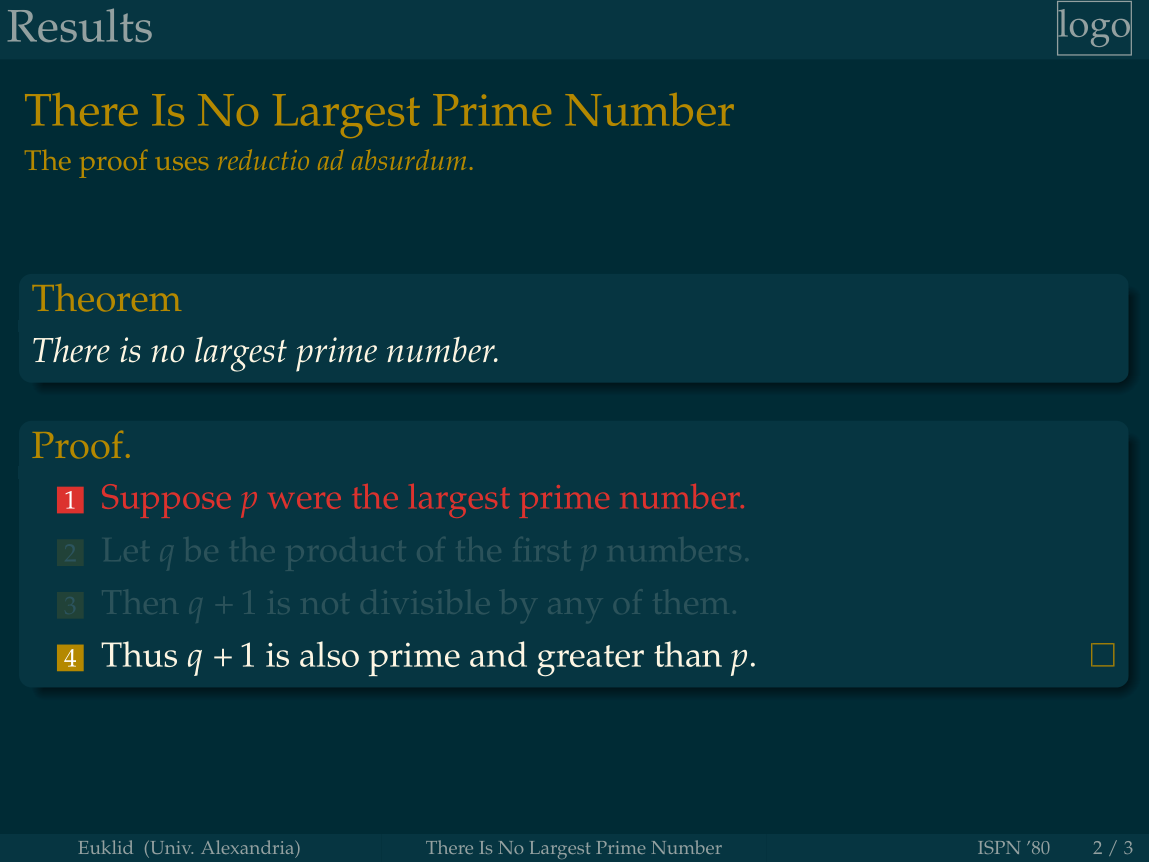 Results
logo
There Is No Largest Prime Number
The proof uses reductio ad absurdum.
Theorem
There is no largest prime number.
Proof.
1 Suppose p were the largest prime number.
2 Let q be the product of the first p numbers.
3 Then q + 1 is not divisible by any of them.
4 Thus q + 1 is also prime and greater than p. □
Euklid (Univ. Alexandria) There Is No Largest Prime Number ISPN ’80 2 / 3